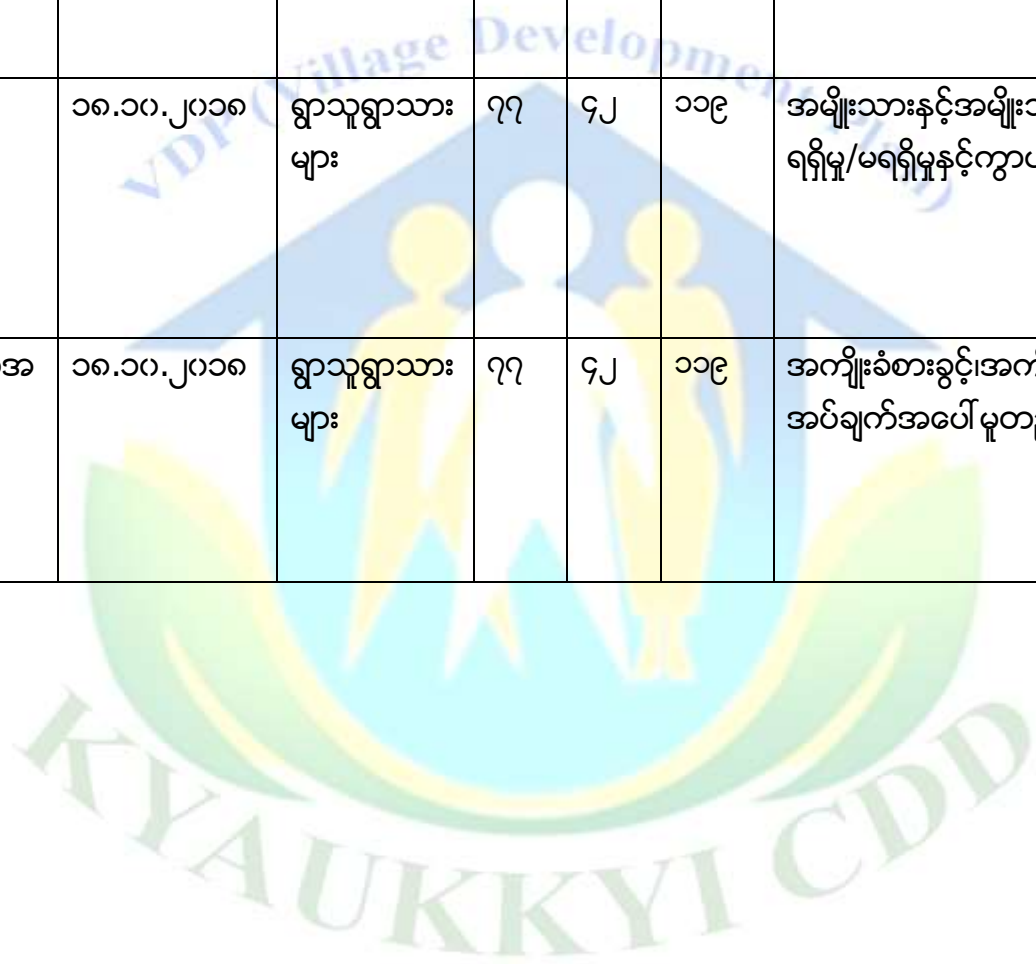 VDP (Village Development Plan)
၁၈.၁၀.၂၀၁၈ ရွာသူရွာသား ၇၇ ၄၂ ၁၁၉ အမျိုးသားနှင့်အမျိုး
များ ရရှိမှု/မရရှိမှုနှင့်ကွာ
၁၈.၁၀.၂၀၁၈ ရွာသူရွာသား ၇၇ ၄၂ ၁၁၉ အကျိုးခံစားခွင့်၊
များ အပ်ချက်အပေါ်မူတည်
KYAUKKYI CDD